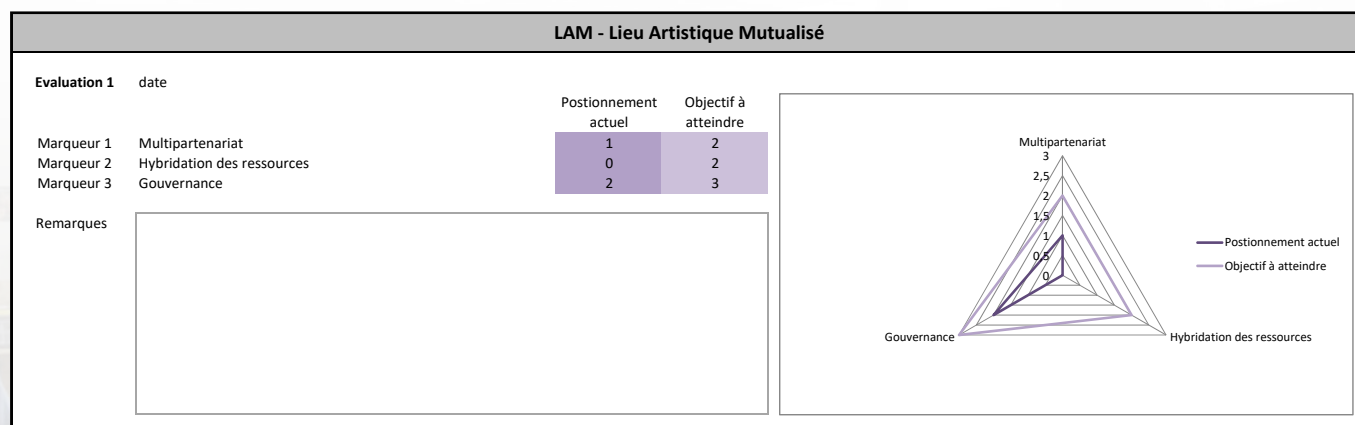 LAM - Lieu Artistique Mutualisé
Evaluation 1 date
Postionnement actuel
Objectif à atteindre
Marqueur 1 Multipartenariat 1 2
Marqueur 2 Hybridation des ressources 0 2
Marqueur 3 Gouvernance 2 3
Remarques
Multipartenariat
3
2,5
2
1,5
1
0,5
0
Postionnement actuel
Objectif à atteindre
Gouvernance
Hybridation des ressources